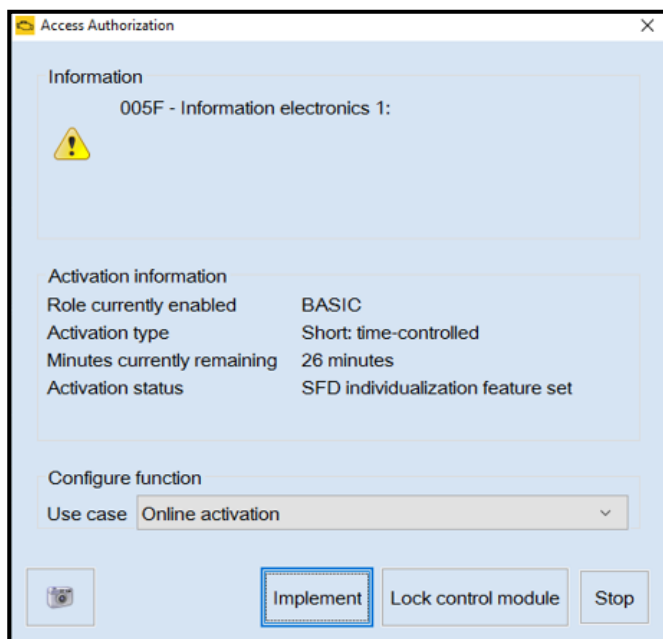 Access Authorization
Information
005F - Information electronics 1:
Activation information
Role currently enabled BASIC
Activation type Short: time-controlled
Minutes currently remaining 26 minutes
Activation status SFD individualization feature set
Configure function
Use case Online activation
Implement Lock control module Stop